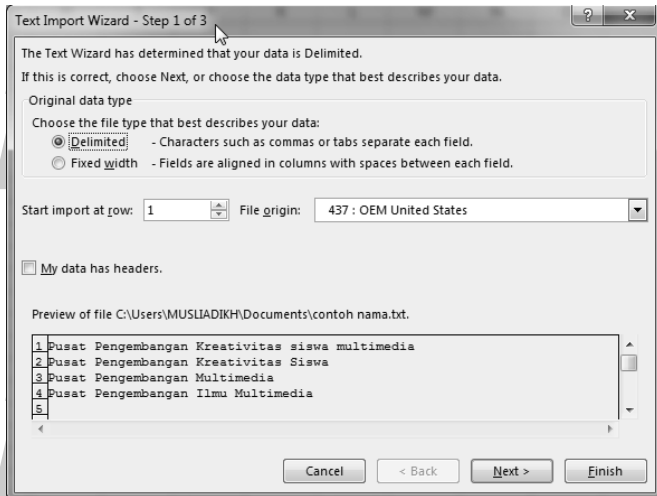 Text Import Wizard - Step 1 of 3
The Text Wizard has determined that your data is Delimited.
If this is correct, choose Next, or choose the data type that best describes your data.
Original data type
Choose the file type that best describes your data:
Delimited - Characters such as commas or tabs separate each field.
Fixed width - Fields are aligned in columns with spaces between each field.
Start import at row: 1 File origin: 437 : OEM United States
My data has headers.
Preview of file C:\Users\MUSLIADIKH\Documents\contoh nama.txt.
1 Pusat Pengembangan Kreativitas siswa multimedia
2 Pusat Pengembangan Kreativitas Siswa
3 Pusat Pengembangan Multimedia
4 Pusat Pengembangan Ilmu Multimedia
5
Cancel < Back Next > Finish